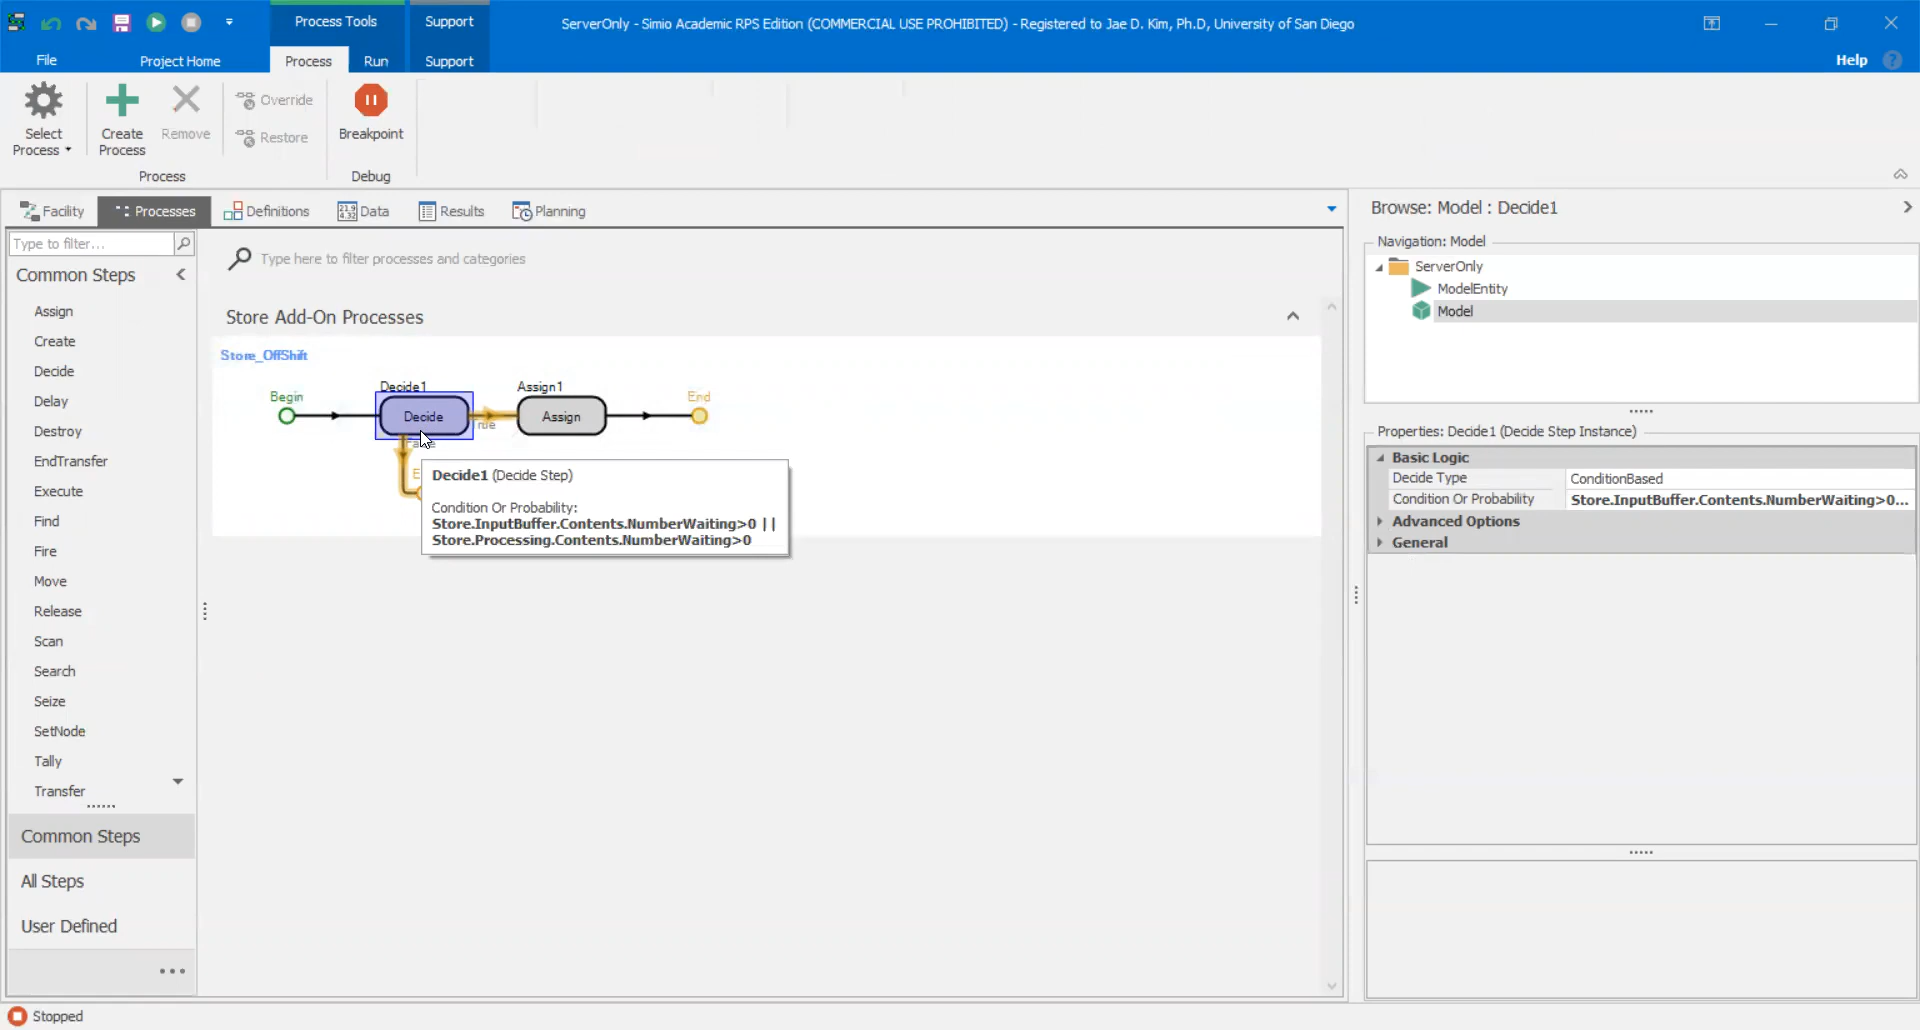 Process Tools
Support
ServerOnly - Simio Academic RPS Edition (COMMERCIAL USE PROHIBITED) - Registered to Jae D. Kim, Ph.D, University of San Diego
File
Project Home
Process
Run
Support
Help
Select Process
Create Process
Remove
Override
Restore
Breakpoint
Process
Debug
Facility
Processes
Definitions
Data
Results
Planning
Type to filter...
Common Steps
Assign
Create
Decide
Delay
Destroy
EndTransfer
Execute
Find
Fire
Move
Release
Scan
Search
Seize
SetNode
Tally
Transfer
Common Steps
All Steps
User Defined
Type here to filter processes and categories
Store Add-On Processes
Store_OffShift
Begin
Decide1
Decide
Assign1
Assign
End
Decide1 (Decide Step)
Condition Or Probability:
Store.InputBuffer.Contents.NumberWaiting>0 ||
Store.Processing.Contents.NumberWaiting>0
Browse: Model : Decide1
Navigation: Model
ServerOnly
ModelEntity
Model
Properties: Decide1 (Decide Step Instance)
Basic Logic
Decide Type ConditionBased
Condition Or Probability Store.InputBuffer.Contents.NumberWaiting>0...
Advanced Options
General
Stopped